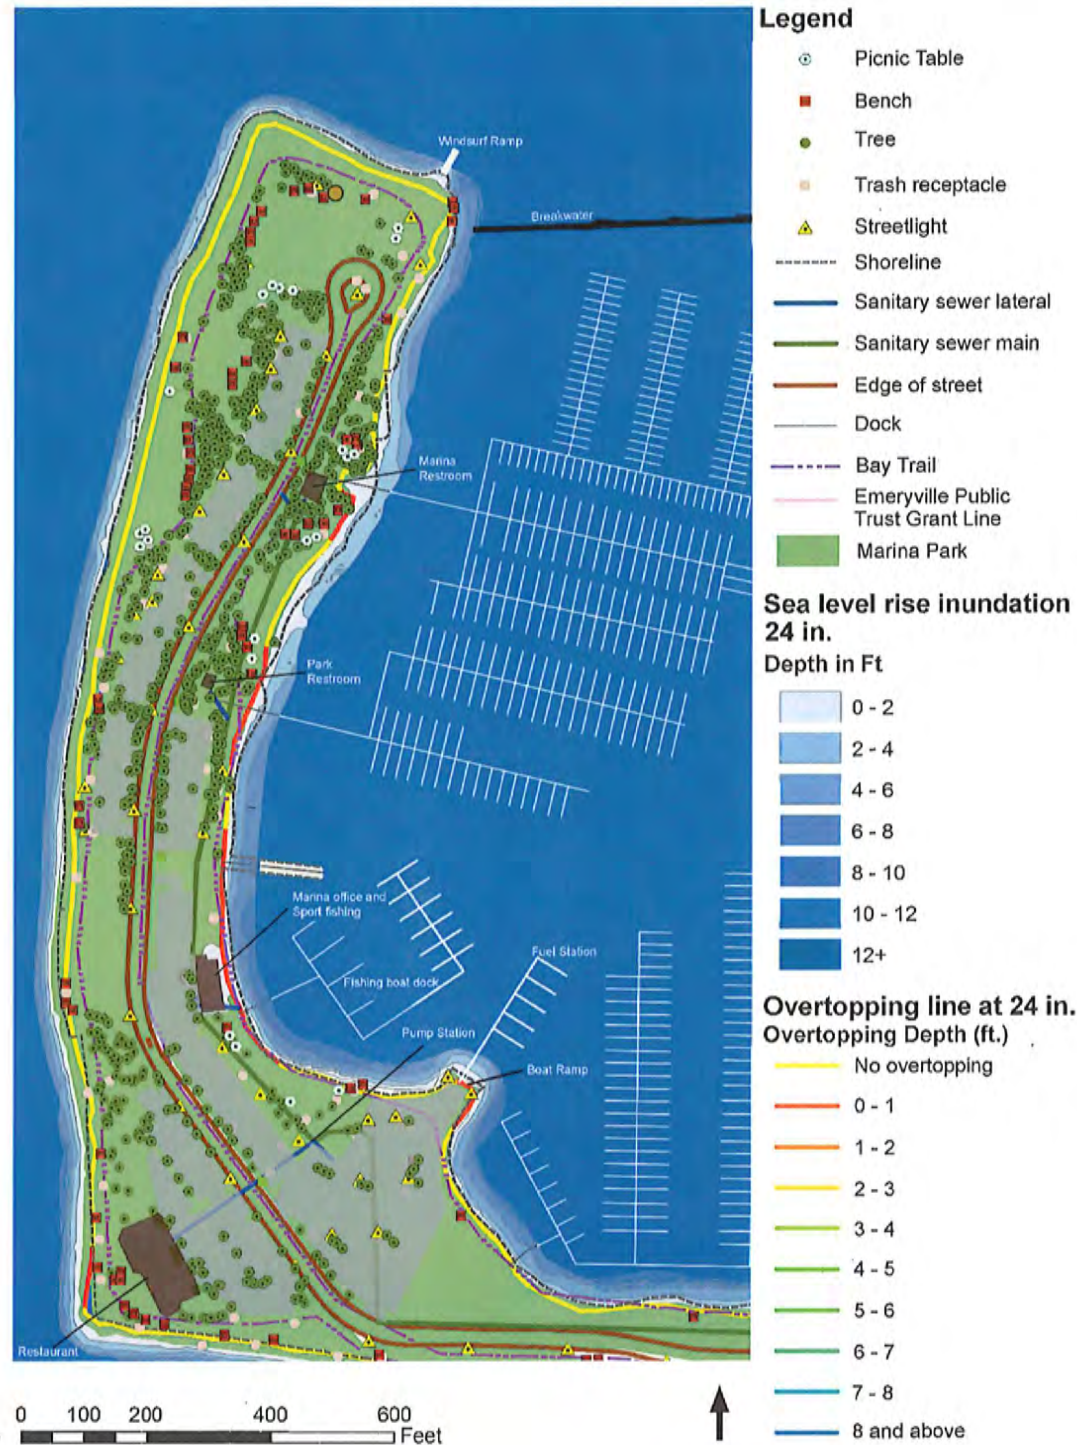 Legend
Picnic Table
Bench
Tree
Trash receptacle
Streetlight
Shoreline
Sanitary sewer lateral
Sanitary sewer main
Edge of street
Dock
Bay Trail
Emeryville Public
Trust Grant Line
Marina Park
Sea level rise inundation
24 in.
Depth in Ft
0 - 2
2 - 4
4 - 6
6 - 8
8 - 10
10 - 12
12+
Overtopping line at 24 in.
Overtopping Depth (ft.)
No overtopping
0 - 1
1 - 2
2 - 3
3 - 4
4 - 5
5 - 6
6 - 7
7 - 8
8 and above
Windsurf Ramp
Breakwater
Marina
Restroom
Park
Restroom
Marina office and
Sport fishing
Fuel Station
Fishing boat dock
Pump Station
Boat Ramp
Restaurant
0 100 200 400 600
Feet